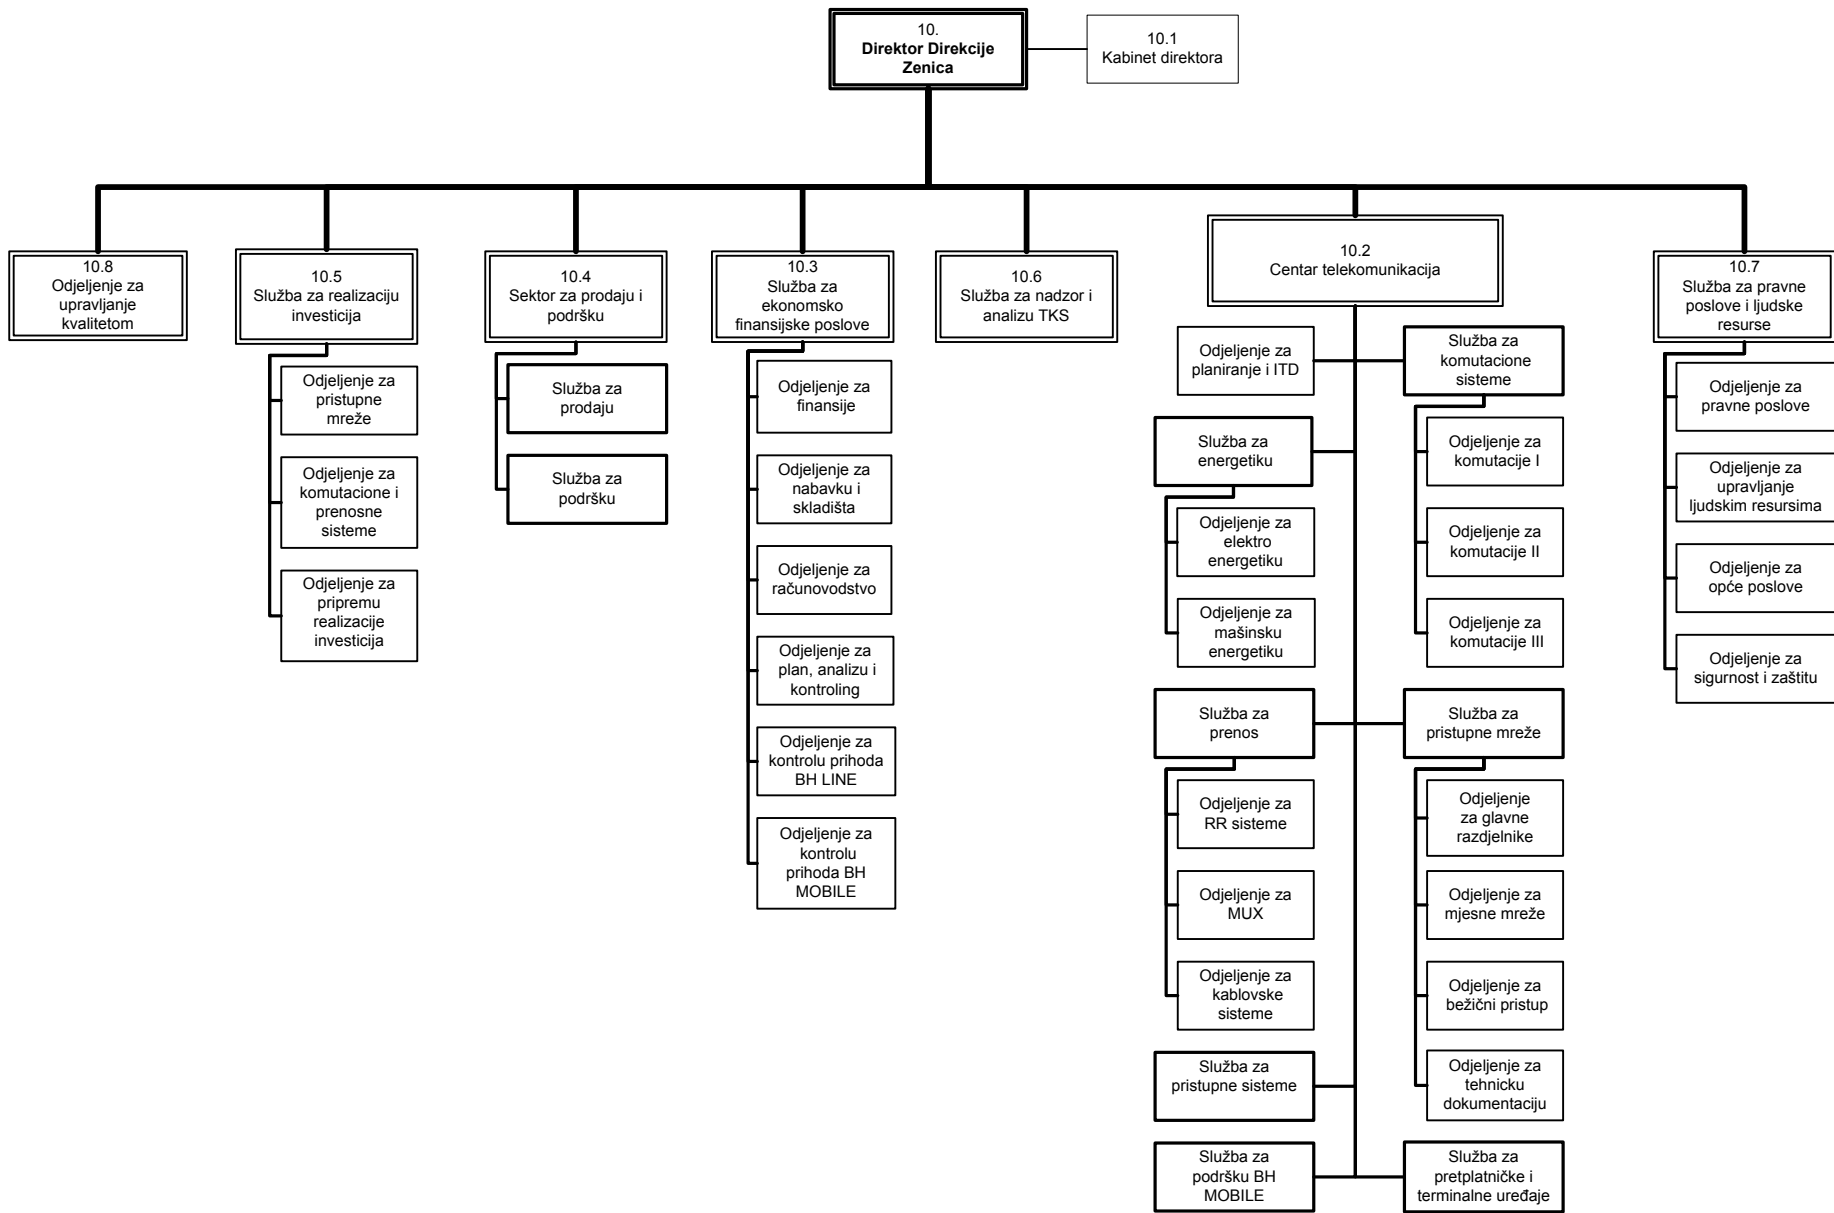 10.
Direktor Direkcije
Zenica
10.1
Kabinet direktora
10.8
Odjeljenje za
upravljanje
kvalitetom
10.5
Služba za realizaciju
investicija
Odjeljenje za
pristupne
mreže
Odjeljenje za
komutacione i
prenosne
sisteme
Odjeljenje za
pripremu
realizacije
investicija
10.4
Sektor za prodaju i
podršku
Služba za
prodaju
Služba za
podršku
10.3
Služba za
ekonomsko
finansijske poslove
Odjeljenje za
finansije
Odjeljenje za
nabavku i
skladišta
Odjeljenje za
računovodstvo
Odjeljenje za
plan, analizu i
kontroling
Odjeljenje za
kontrolu prihoda
BH LINE
Odjeljenje za
kontrolu
prihoda BH
MOBILE
10.6
Služba za nadzor i
analizu TKS
10.2
Centar telekomunikacija
Odjeljenje za
planiranje i ITD
Služba za
energetiku
Odjeljenje za
elektro
energetiku
Odjeljenje za
mašinsku
energetiku
Služba za
prenos
Odjeljenje za
RR sisteme
Odjeljenje za
MUX
Odjeljenje za
kablovske
sisteme
Služba za
pristupne sisteme
Služba za
podršku BH
MOBILE
Služba za
komutacione
sisteme
Odjeljenje za
komutacije I
Odjeljenje za
komutacije II
Odjeljenje za
komutacije III
Služba za
pristupne mreže
Odjeljenje
za glavne
razdjelnike
Odjeljenje za
mjesne mreže
Odjeljenje za
bežični pristup
Odjeljenje za
tehnicku
dokumentaciju
Služba za
pretplatničke i
terminalne uređaje
10.7
Služba za pravne
poslove i ljudske
resurse
Odjeljenje za
pravne poslove
Odjeljenje za
upravljanje
ljudskim resursima
Odjeljenje za
opće poslove
Odjeljenje za
sigurnost i zaštitu